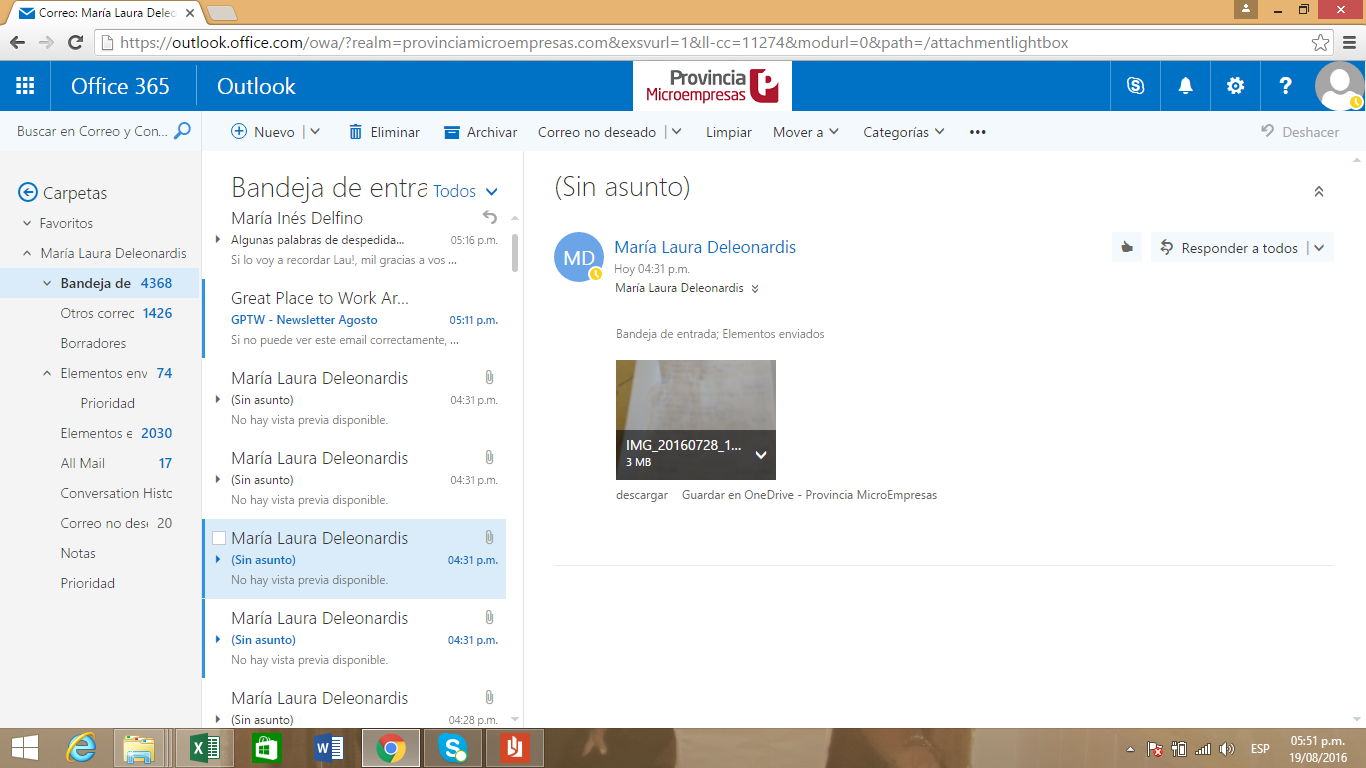 Correo: María Laura Deleo
https://outlook.office.com/owa/?realm=provinciamicroempresas.com&exsvurl=1&ll-cc=11274&modurl=0&path=/attachmentlightbox
Office 365
Outlook
Provincia
Microempresas
Buscar en Correo y Con...
Nuevo
Eliminar
Archivar
Correo no deseado
Limpiar
Mover a
Categorías
Deshacer
Carpetas
Favoritos
María Laura Deleonardis
Bandeja de 4368
Otros correc 1426
Borradores
Elementos env 74
Prioridad
Elementos e 2030
All Mail 17
Conversation Histo
Correo no dese 20
Notas
Prioridad
Bandeja de entra Todos
María Inés Delfino
Algunas palabras de despedida... 05:16 p.m.
Si lo voy a recordar Lau!, mil gracias a vos ...
Great Place to Work Ar...
GPTW - Newsletter Agosto 05:11 p.m.
Si no puede ver este email correctamente, ...
María Laura Deleonardis
(Sin asunto) 04:31 p.m.
No hay vista previa disponible.
María Laura Deleonardis
(Sin asunto) 04:31 p.m.
No hay vista previa disponible.
María Laura Deleonardis
(Sin asunto) 04:31 p.m.
No hay vista previa disponible.
María Laura Deleonardis
(Sin asunto) 04:31 p.m.
No hay vista previa disponible.
María Laura Deleonardis
(Sin asunto) 04:28 p.m.
(Sin asunto)
MD
María Laura Deleonardis
Hoy 04:31 p.m.
María Laura Deleonardis
Responder a todos
Bandeja de entrada; Elementos enviados
IMG_20160728_1...
3 MB
descargar Guardar en OneDrive - Provincia MicroEmpresas
ESP
05:51 p.m.
19/08/2016